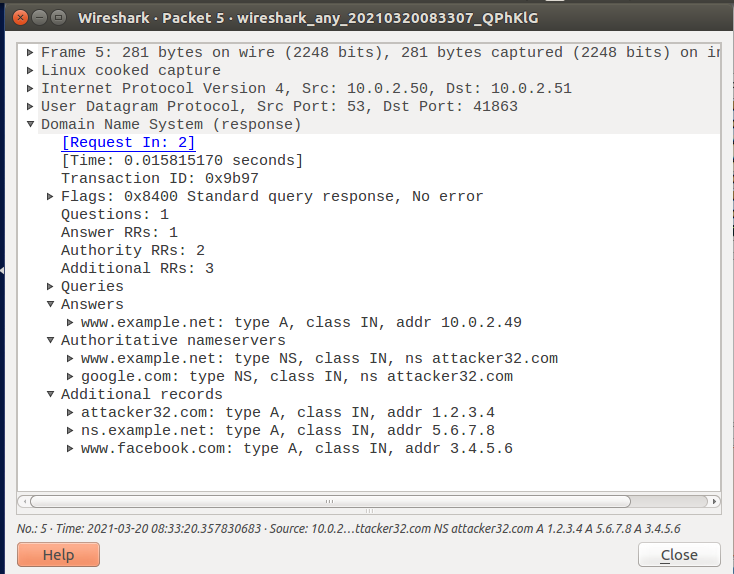 Wireshark · Packet 5 · wireshark_any_20210320083307_QPhKlG
Frame 5: 281 bytes on wire (2248 bits), 281 bytes captured (2248 bits) on in
Linux cooked capture
Internet Protocol Version 4, Src: 10.0.2.50, Dst: 10.0.2.51
User Datagram Protocol, Src Port: 53, Dst Port: 41863
Domain Name System (response)
[Request In: 2]
[Time: 0.015815170 seconds]
Transaction ID: 0x9b97
Flags: 0x8400 Standard query response, No error
Questions: 1
Answer RRs: 1
Authority RRs: 2
Additional RRs: 3
Queries
Answers
www.example.net: type A, class IN, addr 10.0.2.49
Authoritative nameservers
www.example.net: type NS, class IN, ns attacker32.com
google.com: type NS, class IN, ns attacker32.com
Additional records
attacker32.com: type A, class IN, addr 1.2.3.4
ns.example.net: type A, class IN, addr 5.6.7.8
www.facebook.com: type A, class IN, addr 3.4.5.6
No.: 5 · Time: 2021-03-20 08:33:20.357830683 · Source: 10.0.2…ttacker32.com NS attacker32.com A 1.2.3.4 A 5.6.7.8 A 3.4.5.6
Help
Close